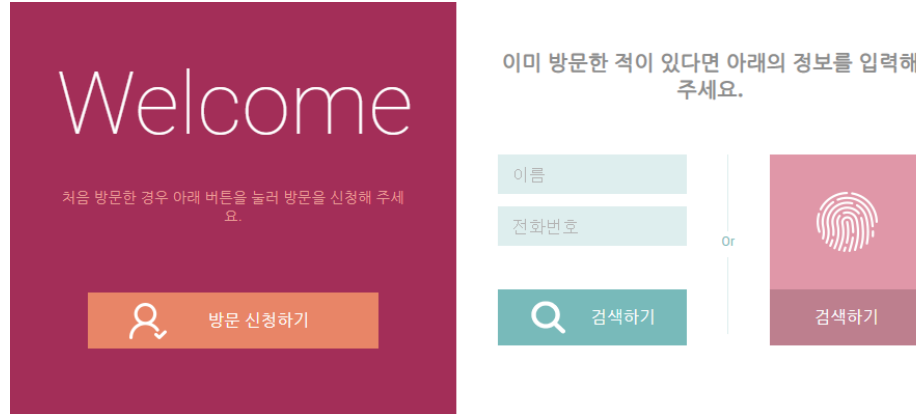 Welcome
처음 방문한 경우 아래 버튼을 눌러 방문을 신청해 주세
요.
방문 신청하기
이미 방문한 적이 있다면 아래의 정보를 입력해
주세요.
이름
전화번호
Or
검색하기
검색하기